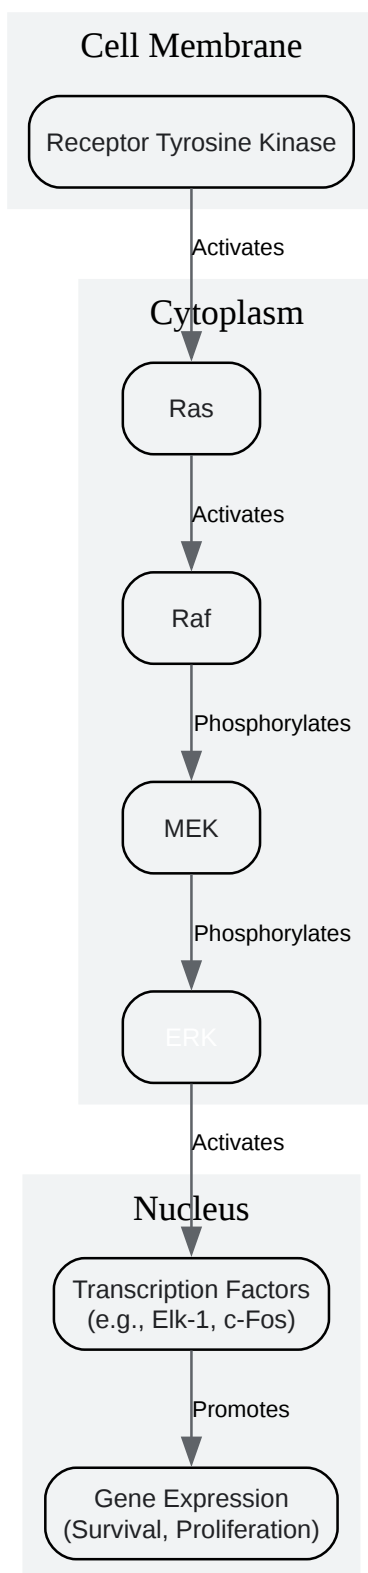 Cell Membrane
Receptor Tyrosine Kinase
Activates
Cytoplasm
Ras
Activates
Raf
Phosphorylates
MEK
Phosphorylates
ERK
Activates
Nucleus
Transcription Factors
(e.g., Elk-1, c-Fos)
Promotes
Gene Expression
(Survival, Proliferation)